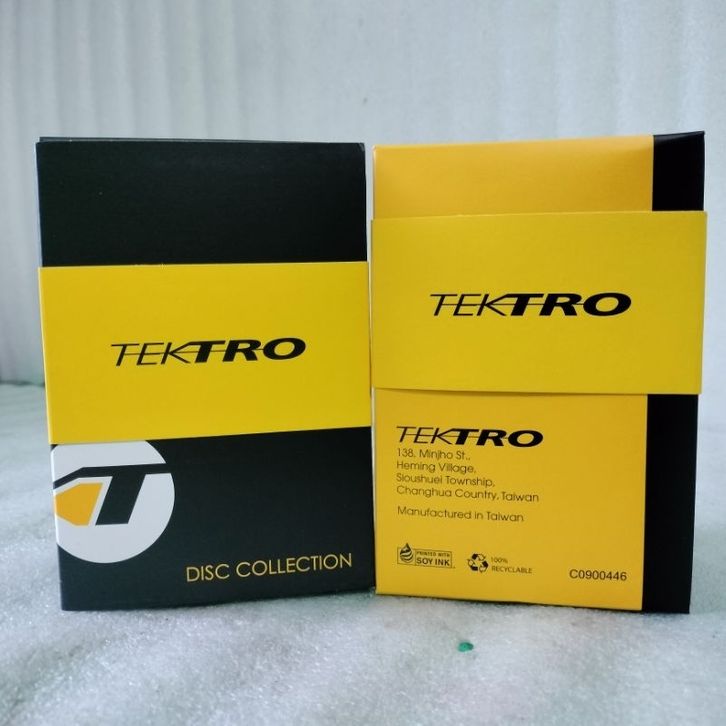 TEKTRO
DISC COLLECTION
TEKTRO
TEKTRO
138, Minjho St.,
Heming Village,
Sioushuei Township,
Changhua Country, Taiwan
Manufactured in Taiwan
PRINTED WITH
SOY INK
100%
RECYCLABLE
C0900446